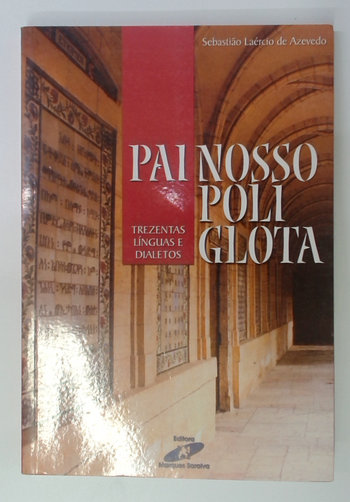 Sebastião Laércio de Azevedo
PAI NOSSO
POLI
GLOTA
TREZENTAS
LÍNGUAS E
DIALETOS
Editora
Marques Saraiva